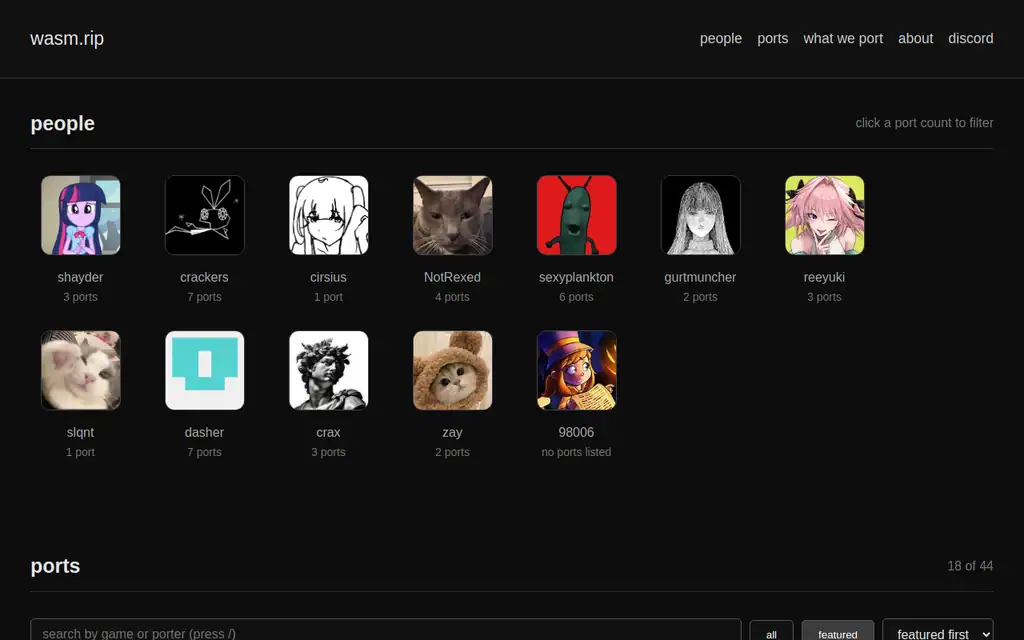 wasm.rip
people ports what we port about discord
people
click a port count to filter
shayder crackers cirsius NotRexed sexyplankton gurtmuncher reeyuki
3 ports 7 ports 1 port 4 ports 6 ports 2 ports 3 ports
slqnt dasher crax zay 98006
1 port 7 ports 3 ports 2 ports no ports listed
ports
18 of 44
search by game or porter (press /) all featured featured first